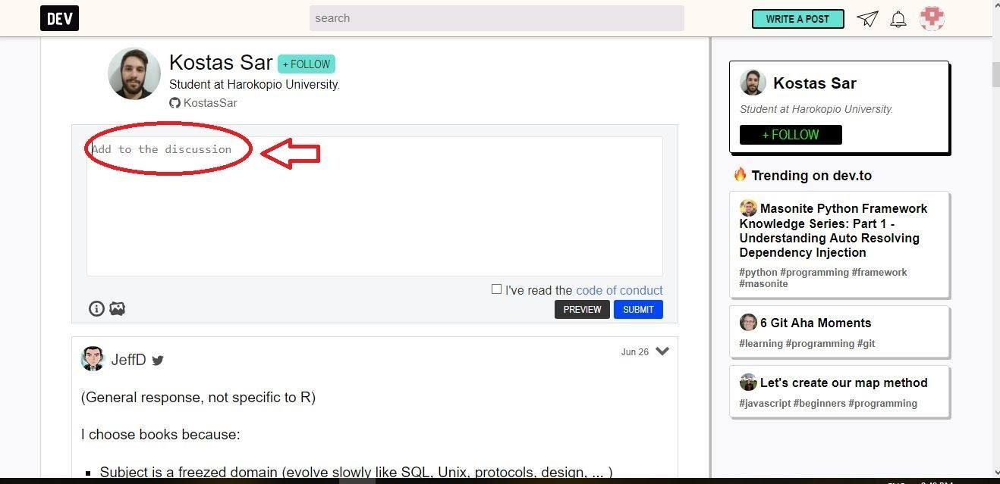 DEV
search
WRITE A POST
Kostas Sar
+ FOLLOW
Student at Harokopio University.
KostasSar
Add to the discussion
I've read the code of conduct
PREVIEW
SUBMIT
JeffD
Jun 26
(General response, not specific to R)
I choose books because:
Subject is a freezed domain (evolve slowly like SQL, Unix, protocols, design, ... )
Kostas Sar
Student at Harokopio University.
+ FOLLOW
🔥 Trending on dev.to
Masonite Python Framework
Knowledge Series: Part 1 -
Understanding Auto Resolving
Dependency Injection
#python #programming #framework
#masonite
6 Git Aha Moments
#learning #programming #git
Let's create our map method
#javascript #beginners #programming